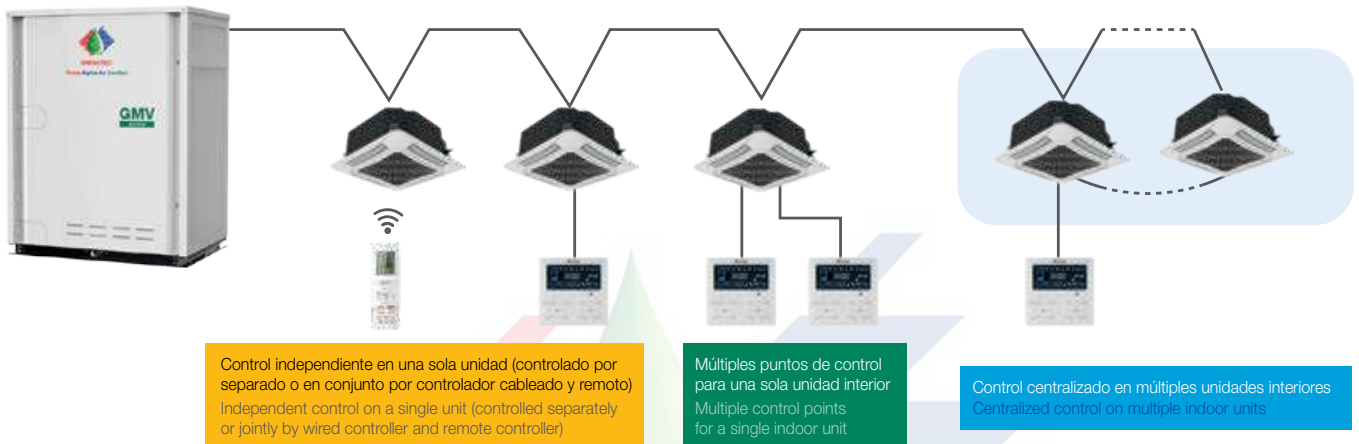 GMV
Control independiente en una sola unidad (controlado por
separado o en conjunto por controlador cableado y remoto)
Independent control on a single unit (controlled separately
or jointly by wired controller and remote controller)
Múltiples puntos de control
para una sola unidad interior
Multiple control points
for a single indoor unit
Control centralizado en múltiples unidades interiores
Centralized control on multiple indoor units